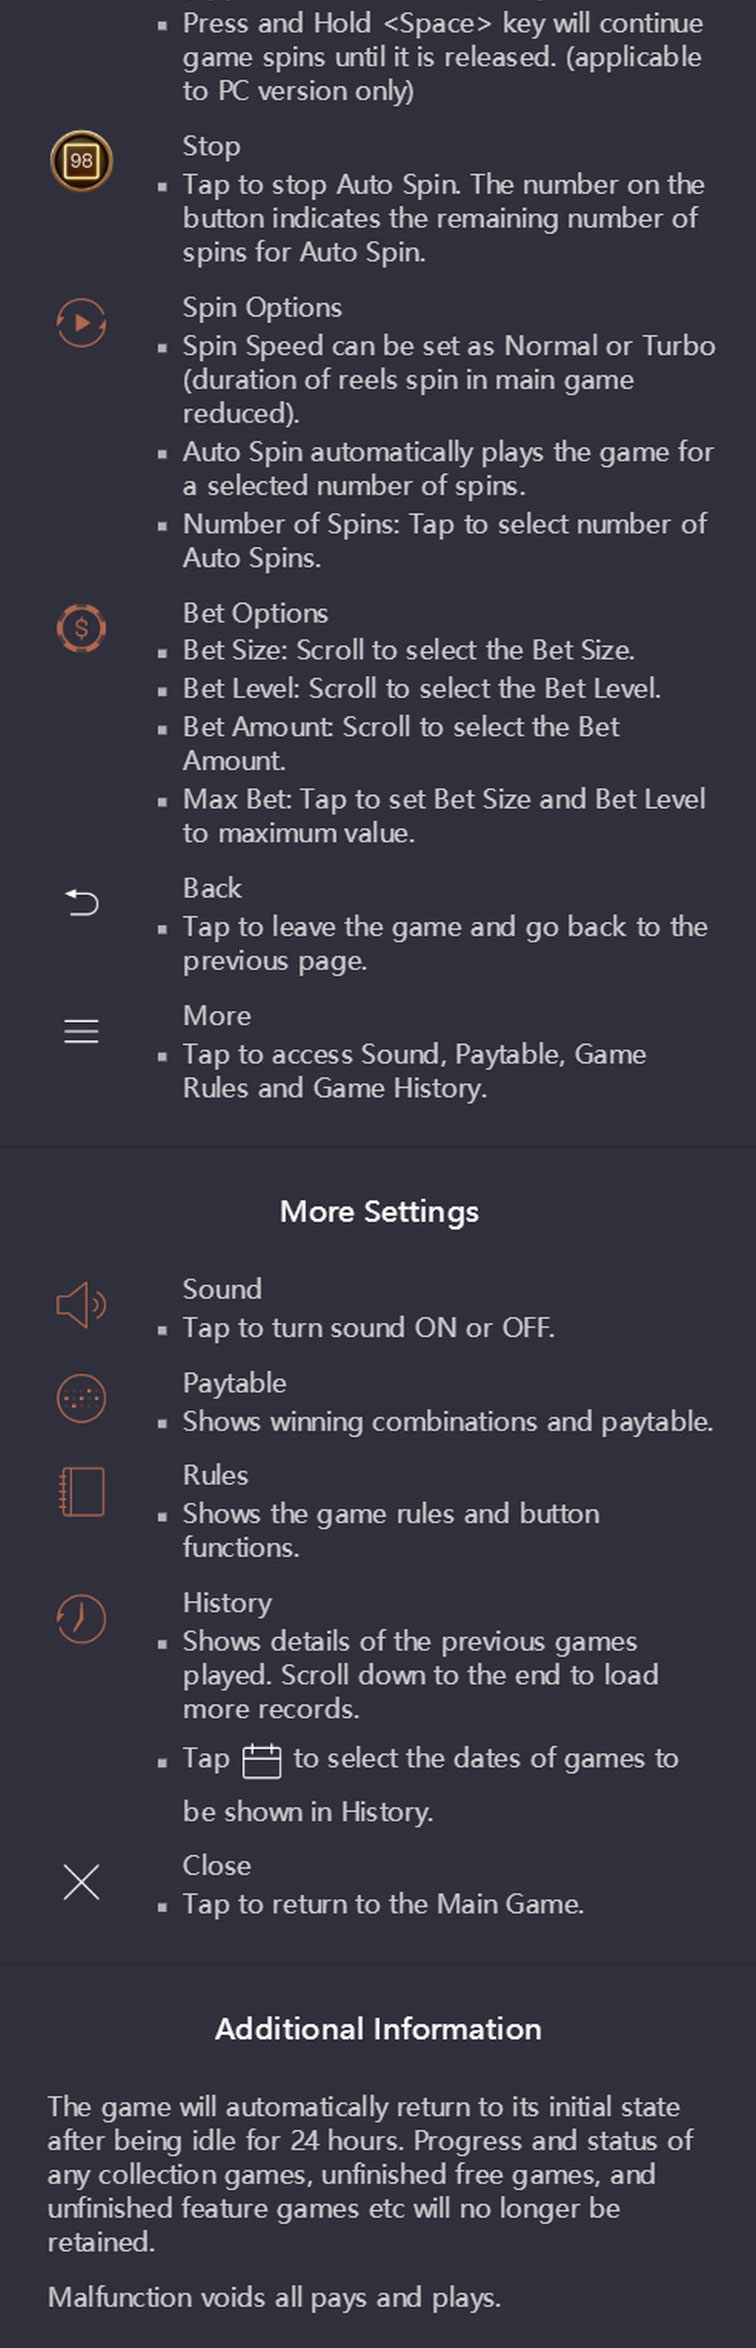 ▪ Press and Hold <Space> key will continue
game spins until it is released. (applicable
to PC version only)
98
Stop
▪ Tap to stop Auto Spin. The number on the
button indicates the remaining number of
spins for Auto Spin.
Spin Options
▪ Spin Speed can be set as Normal or Turbo
(duration of reels spin in main game
reduced).
▪ Auto Spin automatically plays the game for
a selected number of spins.
▪ Number of Spins: Tap to select number of
Auto Spins.
$
Bet Options
▪ Bet Size: Scroll to select the Bet Size.
▪ Bet Level: Scroll to select the Bet Level.
▪ Bet Amount: Scroll to select the Bet
Amount.
▪ Max Bet: Tap to set Bet Size and Bet Level
to maximum value.
Back
▪ Tap to leave the game and go back to the
previous page.
More
▪ Tap to access Sound, Paytable, Game
Rules and Game History.
More Settings
Sound
▪ Tap to turn sound ON or OFF.
Paytable
▪ Shows winning combinations and paytable.
Rules
▪ Shows the game rules and button
functions.
History
▪ Shows details of the previous games
played. Scroll down to the end to load
more records.
▪ Tap to select the dates of games to
be shown in History.
Close
▪ Tap to return to the Main Game.
Additional Information
The game will automatically return to its initial state
after being idle for 24 hours. Progress and status of
any collection games, unfinished free games, and
unfinished feature games etc will no longer be
retained.
Malfunction voids all pays and plays.